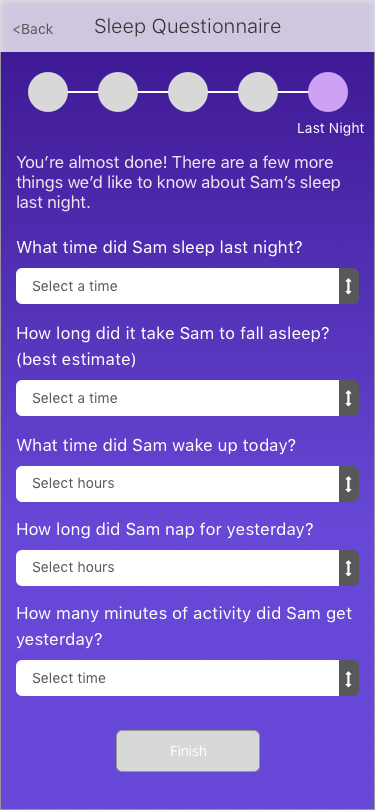 <Back
Sleep Questionnaire
Last Night
You’re almost done! There are a few more
things we’d like to know about Sam’s sleep
last night.
What time did Sam sleep last night?
Select a time
How long did it take Sam to fall asleep?
(best estimate)
Select a time
What time did Sam wake up today?
Select hours
How long did Sam nap for yesterday?
Select hours
How many minutes of activity did Sam get
yesterday?
Select time
Finish